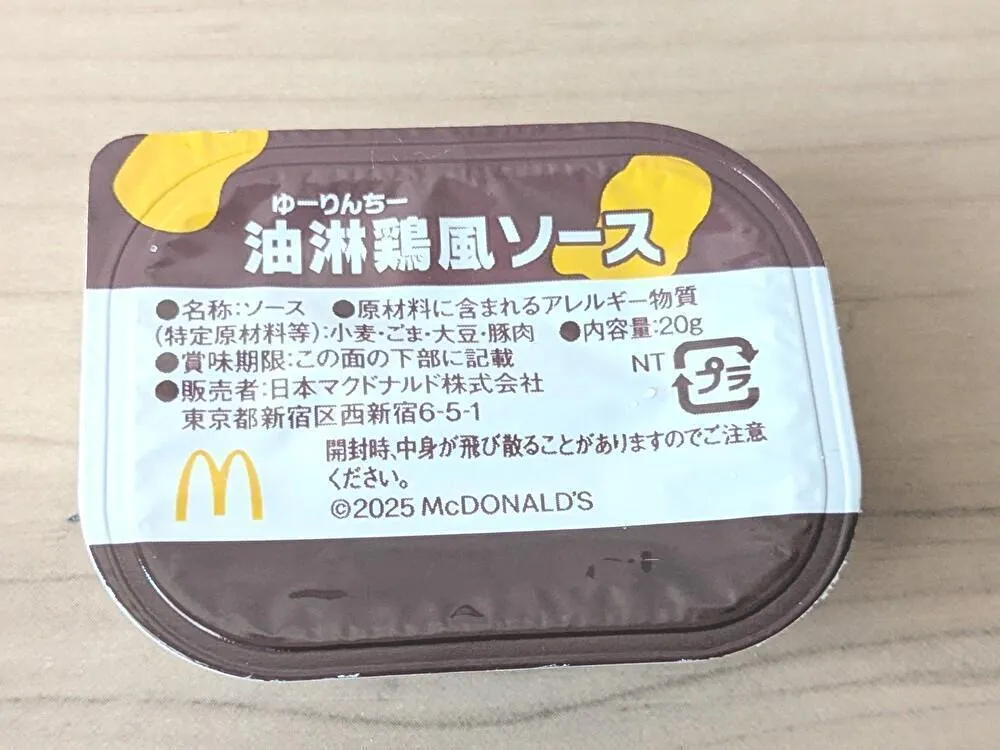 ゆーりんちー
油淋鶏風ソース
●名称:ソース ●原材料に含まれるアレルギー物質
(特定原材料等):小麦・ごま・大豆・豚肉 ●内容量:20g
●賞味期限:この面の下部に記載
●販売者:日本マクドナルド株式会社
東京都新宿区西新宿6-5-1
NT プラ
開封時、中身が飛び散ることがありますのでご注意
ください。
©2025 McDONALD'S